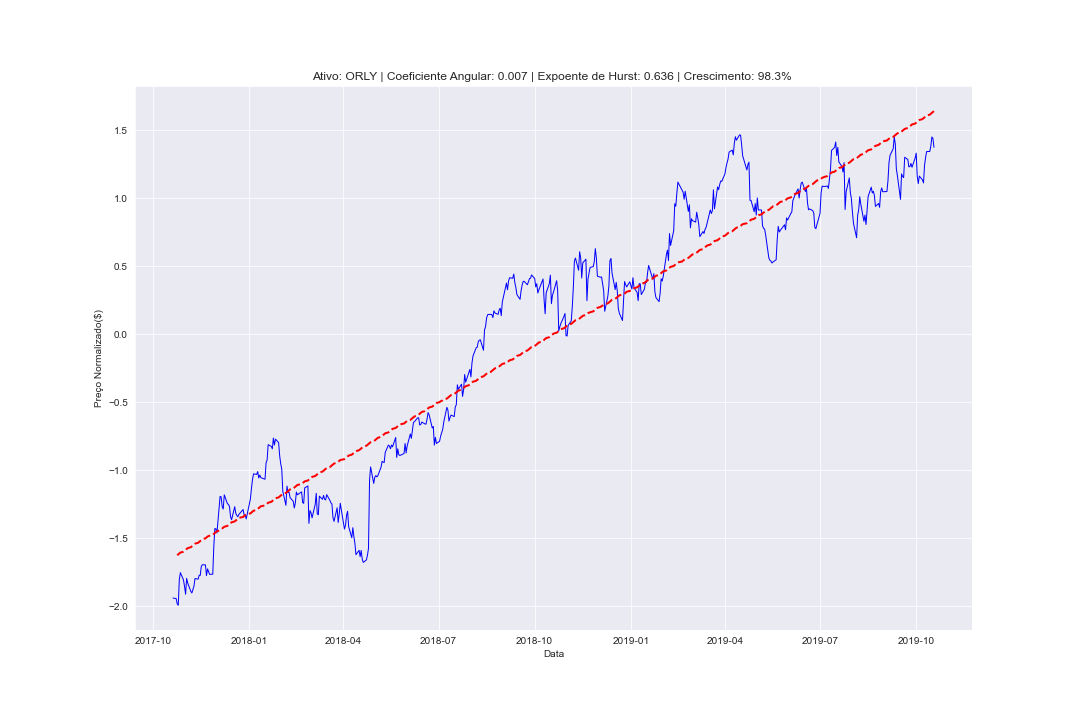 Ativo: ORLY | Coeficiente Angular: 0.007 | Expoente de Hurst: 0.636 | Crescimento: 98.3%
Preço Normalizado($)
1.5
1.0
0.5
0.0
−0.5
−1.0
−1.5
−2.0
2017-10 2018-01 2018-04 2018-07 2018-10 2019-01 2019-04 2019-07 2019-10
Data